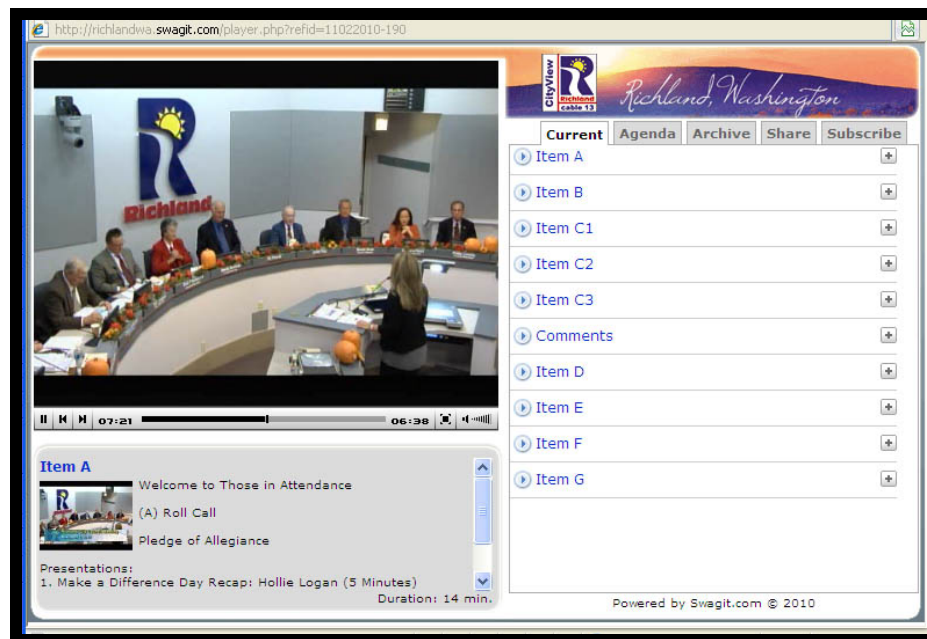 http://richlandwa.swagit.com/player.php?refid=11022010-190
Richland
07:21
06:38
Item A
Welcome to Those in Attendance
(A) Roll Call
Pledge of Allegiance
Presentations:
1. Make a Difference Day Recap: Hollie Logan (5 Minutes)
Duration: 14 min.
CityView
Richland
cable 13
Richland, Washington
Current
Agenda
Archive
Share
Subscribe
Item A
Item B
Item C1
Item C2
Item C3
Comments
Item D
Item E
Item F
Item G
Powered by Swagit.com © 2010